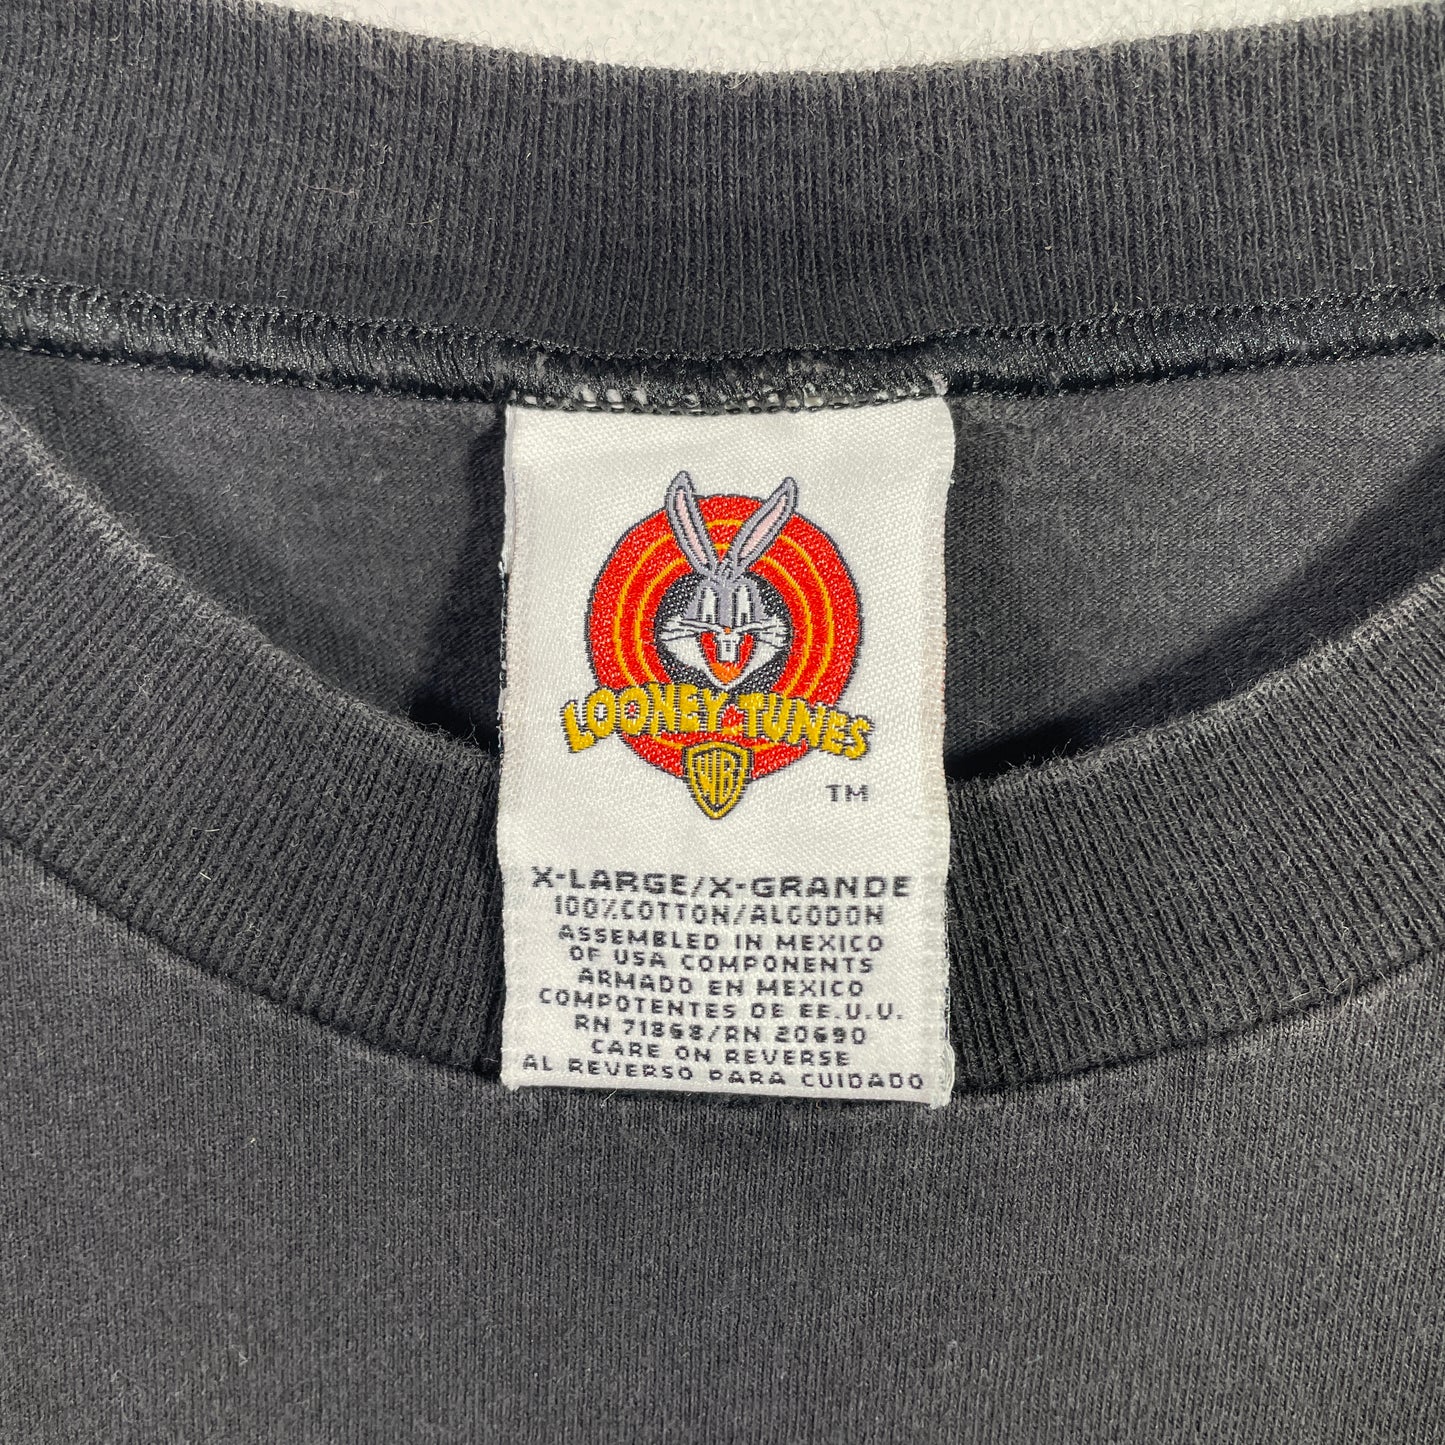 LOONEY TUNES
WB
TM
X-LARGE/X-GRANDE
100% COTTON/ALGODON
ASSEMBLED IN MEXICO
OF USA COMPONENTS
ARMADO EN MEXICO
COMPOTENTES DE EE.U.U.
RN 71868/RN 20690
CARE ON REVERSE
AL REVERSO PARA CUIDADO